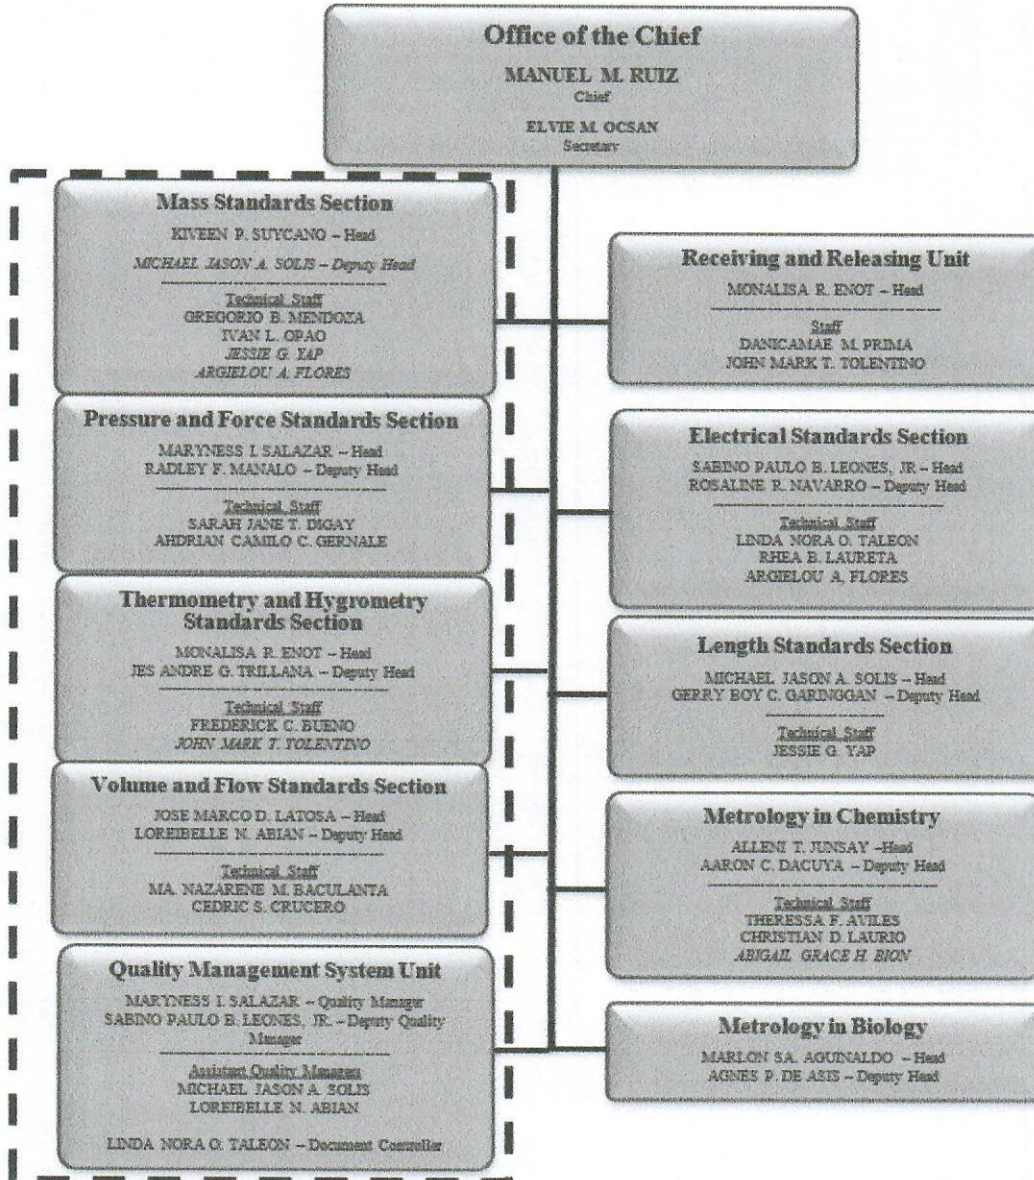 Office of the Chief
MANUEL M. RUIZ
Chief
ELVIE M. OCSAN
Secretary
Mass Standards Section
KIVEEN P. SUYCANO – Head
MICHAEL JASON A. SOLIS – Deputy Head
Technical Staff
GREGORIO B. MENDOZA
IVAN L. OPAO
JESSIE G. YAP
ARGIELOU A. FLORES
Pressure and Force Standards Section
MARYNESS I. SALAZAR – Head
RADLEY F. MANALO – Deputy Head
Technical Staff
SARAH JANE T. DIGAY
AHDRIAN CAMILO C. GERNALE
Thermometry and Hygrometry
Standards Section
MONALISA R. ENOT – Head
JES ANDRE G. TRILLANA – Deputy Head
Technical Staff
FREDERICK C. BUENO
JOHN MARK T. TOLENTINO
Volume and Flow Standards Section
JOSE MARCO D. LATOSA – Head
LOREIBELLE N. ABIAN – Deputy Head
Technical Staff
MA. NAZARENE M. BACULANTA
CEDRIC S. CRUCERO
Quality Management System Unit
MARYNESS I. SALAZAR – Quality Manager
SABINO PAULO B. LEONES, JR. – Deputy Quality
Manager
Assistant Quality Managers
MICHAEL JASON A. SOLIS
LOREIBELLE N. ABIAN
LINDA NORA O. TALEON – Document Controller
Receiving and Releasing Unit
MONALISA R. ENOT – Head
Staff
DANICAMAE M. PRIMA
JOHN MARK T. TOLENTINO
Electrical Standards Section
SABINO PAULO B. LEONES, JR – Head
ROSALINE R. NAVARRO – Deputy Head
Technical Staff
LINDA NORA O. TALEON
RHEA B. LAURETA
ARGIELOU A. FLORES
Length Standards Section
MICHAEL JASON A. SOLIS – Head
GERRY BOY C. GARINGGAN – Deputy Head
Technical Staff
JESSIE G. YAP
Metrology in Chemistry
ALLENI T. JUNSAY –Head
AARON C. DACUYA – Deputy Head
Technical Staff
THERESSA F. AVILES
CHRISTIAN D. LAURIO
ABIGAIL GRACE H. BION
Metrology in Biology
MARLON SA. AGUINALDO – Head
AGNES P. DE ASIS – Deputy Head